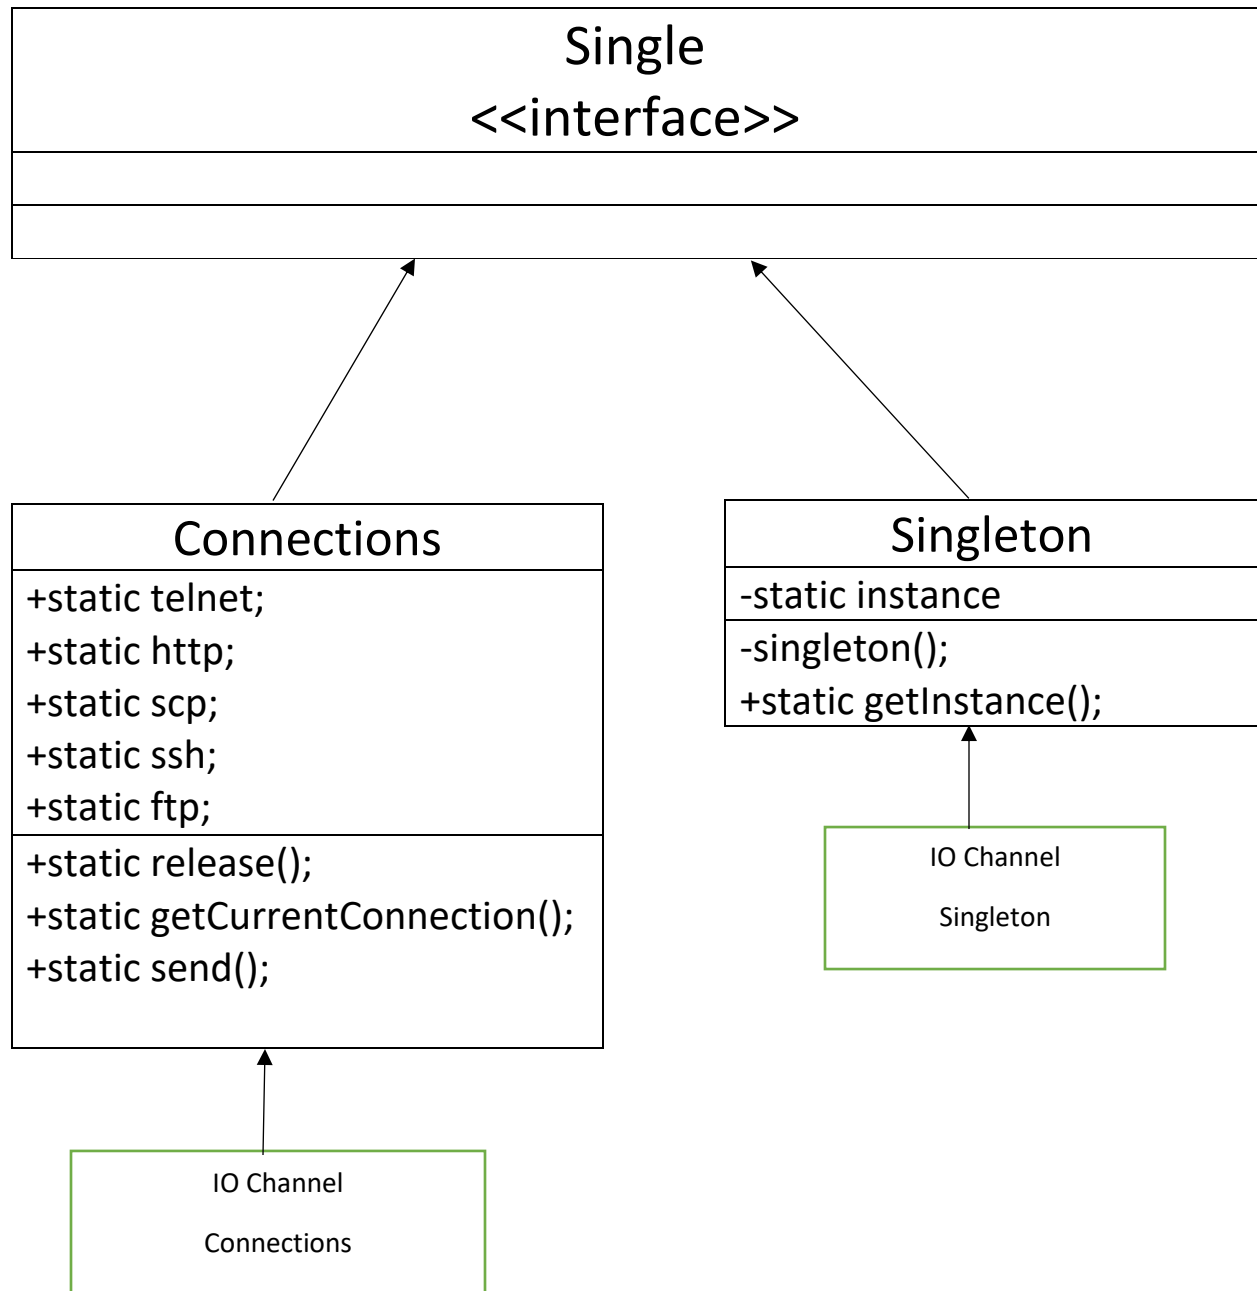 Single
<<interface>>
Connections
+static telnet;
+static http;
+static scp;
+static ssh;
+static ftp;
+static release();
+static getCurrentConnection();
+static send();
Singleton
-static instance
-singleton();
+static getInstance();
IO Channel
Singleton
IO Channel
Connections